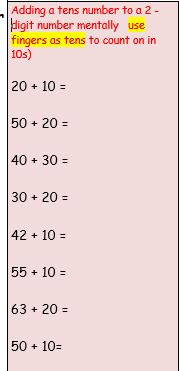 Adding a tens number to a 2 -
digit number mentally   use
fingers as tens to count on in
10s)
20 + 10 =
50 + 20 =
40 + 30 =
30 + 20 =
42 + 10 =
55 + 10 =
63 + 20 =
50 + 10=